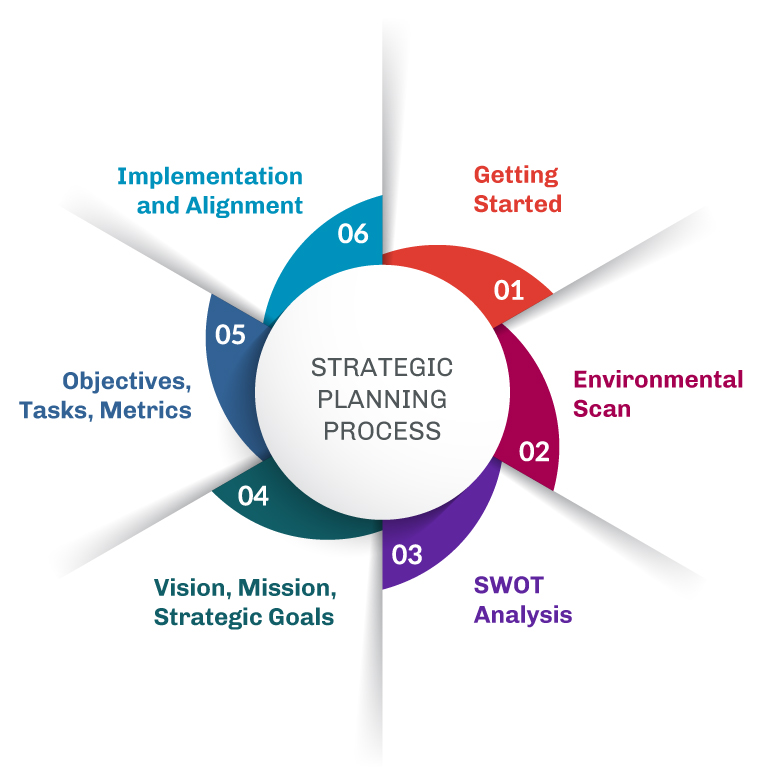 STRATEGIC
PLANNING
PROCESS
01
Getting
Started
02
Environmental
Scan
03
SWOT
Analysis
04
Vision, Mission,
Strategic Goals
05
Objectives,
Tasks, Metrics
06
Implementation
and Alignment